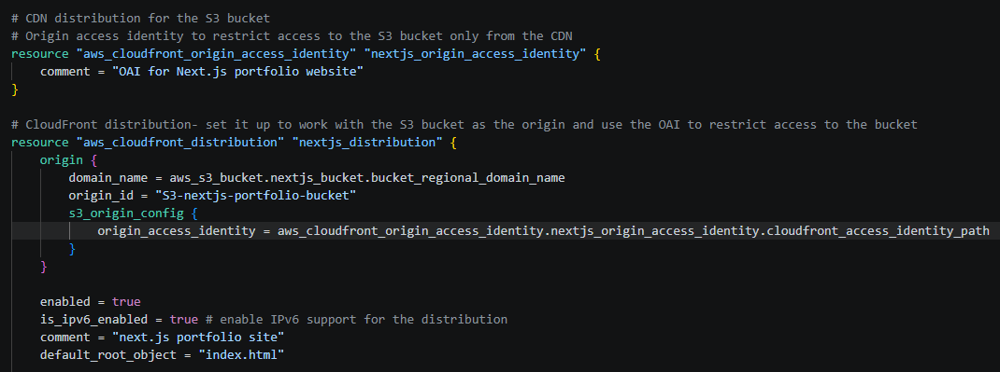 # CDN distribution for the S3 bucket
# Origin access identity to restrict access to the S3 bucket only from the CDN
resource "aws_cloudfront_origin_access_identity" "nextjs_origin_access_identity" {
    comment = "OAI for Next.js portfolio website"
}

# CloudFront distribution- set it up to work with the S3 bucket as the origin and use the OAI to restrict access to the bucket
resource "aws_cloudfront_distribution" "nextjs_distribution" {
    origin {
        domain_name = aws_s3_bucket.nextjs_bucket.bucket_regional_domain_name
        origin_id = "S3-nextjs-portfolio-bucket"
        s3_origin_config {
            origin_access_identity = aws_cloudfront_origin_access_identity.nextjs_origin_access_identity.cloudfront_access_identity_path
        }
    }

    enabled = true
    is_ipv6_enabled = true # enable IPv6 support for the distribution
    comment = "next.js portfolio site"
    default_root_object = "index.html"